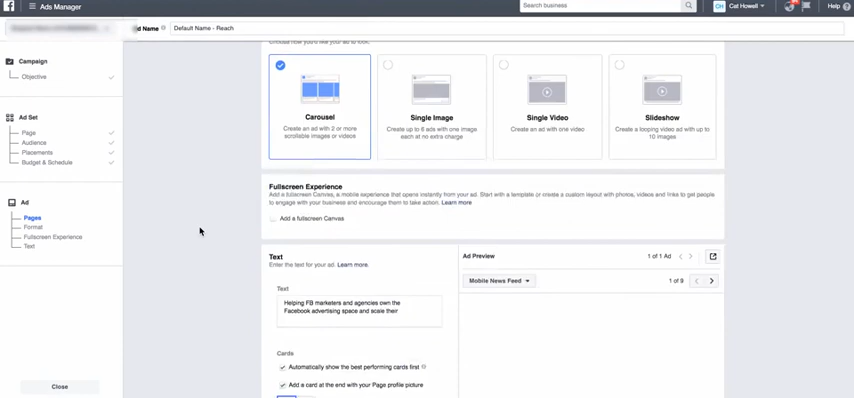 Ads Manager
Search business
CH
Cat Howell
Help
d Name
Default Name - Reach
Campaign
Objective
Ad Set
Page
Audience
Placements
Budget & Schedule
Ad
Pages
Format
Fullscreen Experience
Text
Close
Choose how you'd like your ad to look.
Carousel
Create an ad with 2 or more
scrollable images or videos
Single Image
Create up to 6 ads with one image
each at no extra charge
Single Video
Create an ad with one video
Slideshow
Create a looping video ad with up to
10 images
Fullscreen Experience
Add a fullscreen Canvas, a mobile experience that opens instantly from your ad. Start with a template or create a custom layout with photos, videos and links to get people
to engage with your business and encourage them to take action. Learn more
Add a fullscreen Canvas
Text
Enter the text for your ad. Learn more.
Text
Helping FB marketers and agencies own the
Facebook advertising space and scale their
Cards
Automatically show the best performing cards first
Add a card at the end with your Page profile picture
Ad Preview
1 of 1 Ad
Mobile News Feed
1 of 9